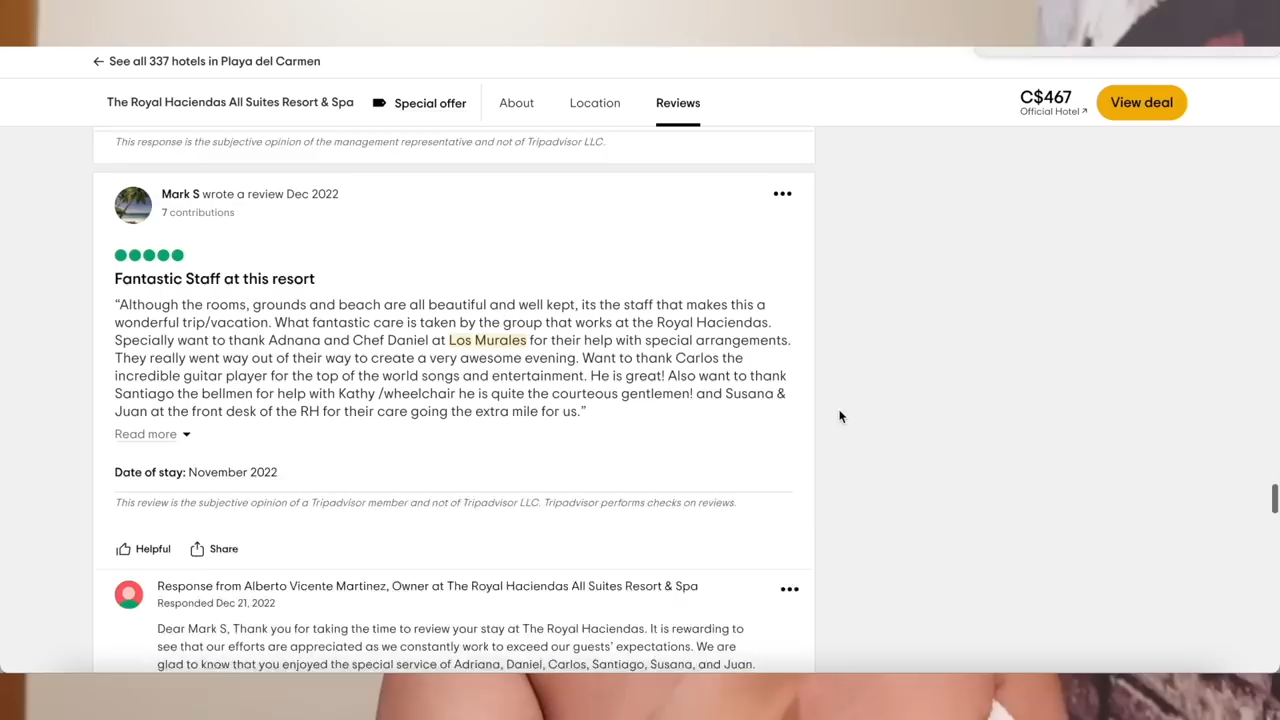 ← See all 337 hotels in Playa del Carmen
The Royal Haciendas All Suites Resort & Spa
Special offer
About
Location
Reviews
C$467
Official Hotel ↗
View deal
This response is the subjective opinion of the management representative and not of Tripadvisor LLC.
Mark S wrote a review Dec 2022
7 contributions
Fantastic Staff at this resort
“Although the rooms, grounds and beach are all beautiful and well kept, its the staff that makes this a
wonderful trip/vacation. What fantastic care is taken by the group that works at the Royal Haciendas.
Specially want to thank Adnana and Chef Daniel at Los Murales for their help with special arrangements.
They really went way out of their way to create a very awesome evening. Want to thank Carlos the
incredible guitar player for the top of the world songs and entertainment. He is great! Also want to thank
Santiago the bellmen for help with Kathy /wheelchair he is quite the courteous gentlemen! and Susana &
Juan at the front desk of the RH for their care going the extra mile for us.”
Read more
Date of stay: November 2022
This review is the subjective opinion of a Tripadvisor member and not of Tripadvisor LLC. Tripadvisor performs checks on reviews.
Helpful
Share
Response from Alberto Vicente Martinez, Owner at The Royal Haciendas All Suites Resort & Spa
Responded Dec 21, 2022
Dear Mark S, Thank you for taking the time to review your stay at The Royal Haciendas. It is rewarding to
see that our efforts are appreciated as we constantly work to exceed our guests’ expectations. We are
glad to know that you enjoyed the special service of Adriana, Daniel, Carlos, Santiago, Susana, and Juan.